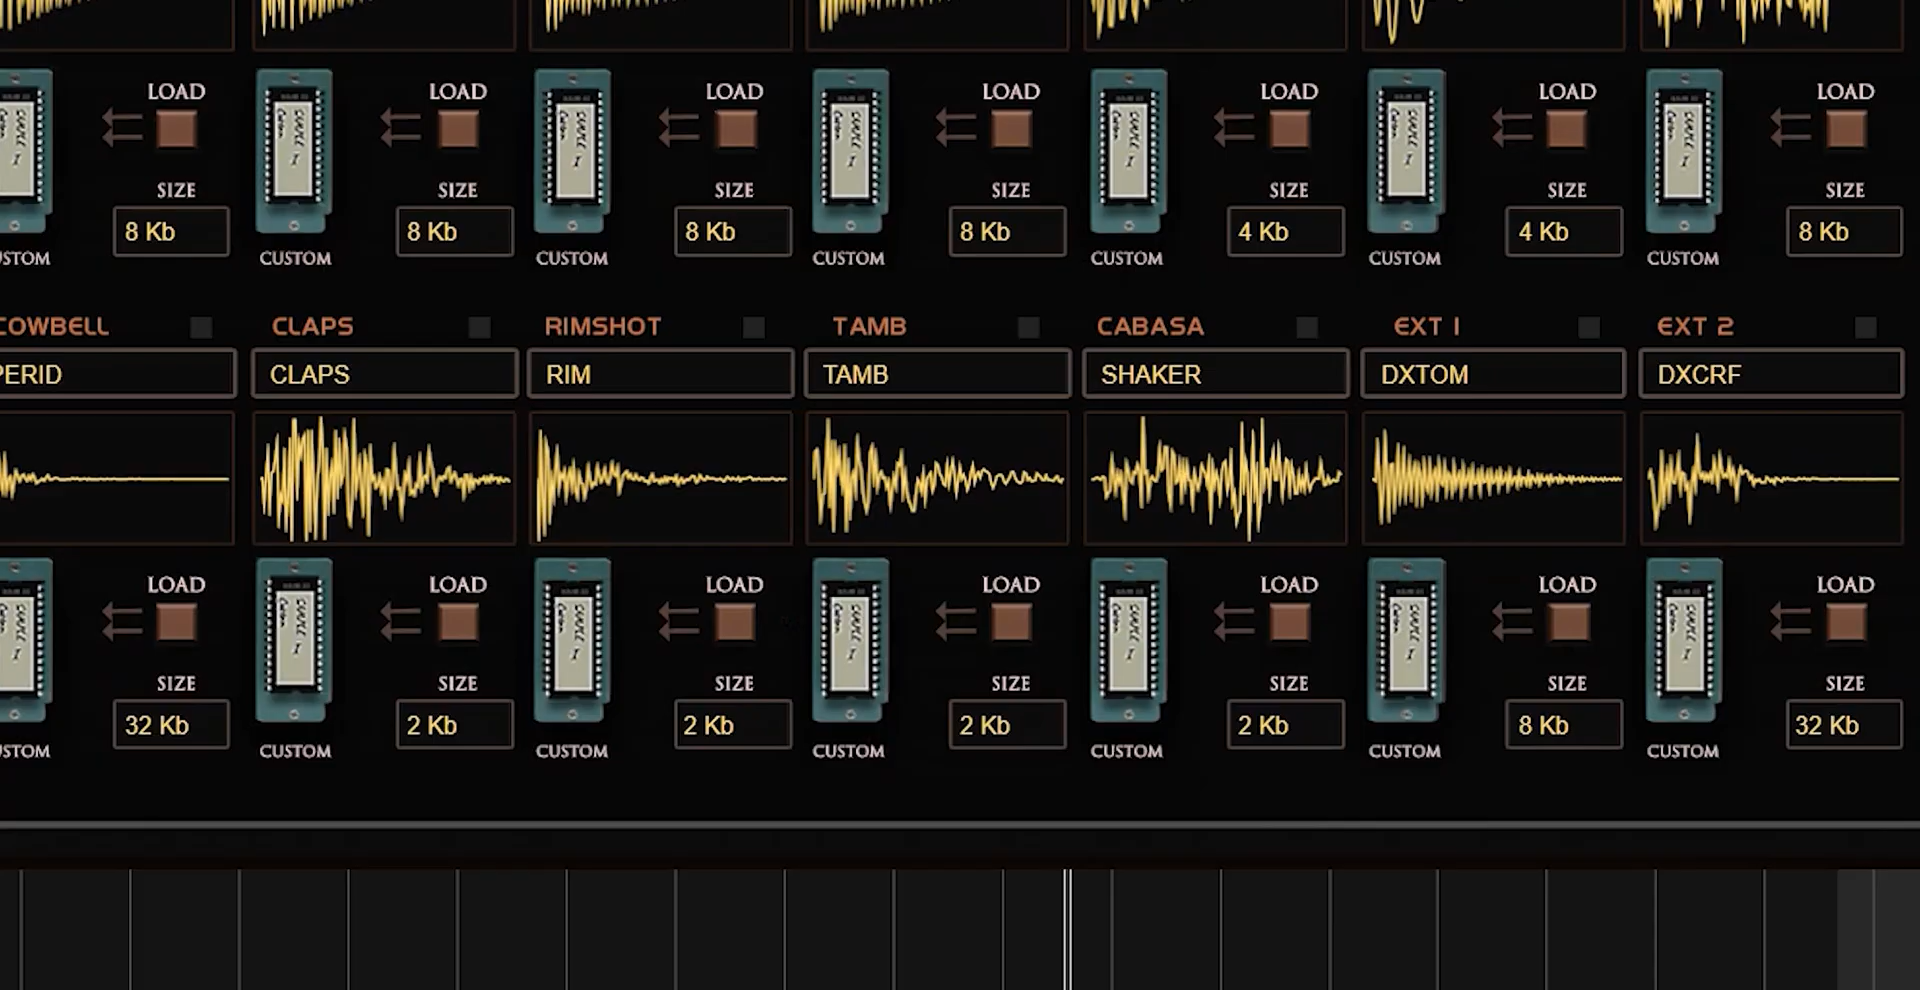 LOAD LOAD LOAD LOAD LOAD LOAD LOAD
SIZE SIZE SIZE SIZE SIZE SIZE SIZE
8 Kb 8 Kb 8 Kb 8 Kb 4 Kb 4 Kb 8 Kb
STOM CUSTOM CUSTOM CUSTOM CUSTOM CUSTOM CUSTOM
COWBELL CLAPS RIMSHOT TAMB CABASA EXT 1 EXT 2
PERID CLAPS RIM TAMB SHAKER DXTOM DXCRF
LOAD LOAD LOAD LOAD LOAD LOAD LOAD
SIZE SIZE SIZE SIZE SIZE SIZE SIZE
32 Kb 2 Kb 2 Kb 2 Kb 2 Kb 8 Kb 32 Kb
STOM CUSTOM CUSTOM CUSTOM CUSTOM CUSTOM CUSTOM